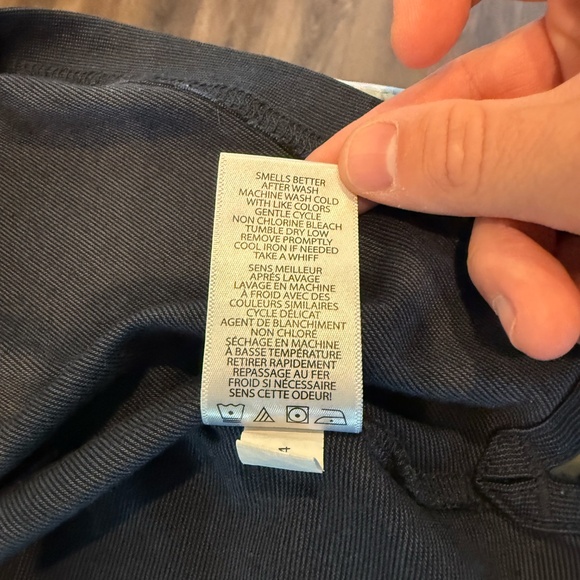 SMELLS BETTER
AFTER WASH
MACHINE WASH COLD
WITH LIKE COLORS
GENTLE CYCLE
NON CHLORINE BLEACH
TUMBLE DRY LOW
REMOVE PROMPTLY
COOL IRON IF NEEDED
TAKE A WHIFF
SENS MEILLEUR
APRÉS LAVAGE
LAVAGE EN MACHINE
À FROID AVEC DES
COULEURS SIMILAIRES
CYCLE DÉLICAT
AGENT DE BLANCHIMENT
NON CHLORÉ
SÉCHAGE EN MACHINE
À BASSE TEMPÉRATURE
RETIRER RAPIDEMENT
REPASSAGE AU FER
FROID SI NÉCESSAIRE
SENS CETTE ODEUR!
4